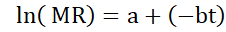 ln( MR) = a + (−bt)